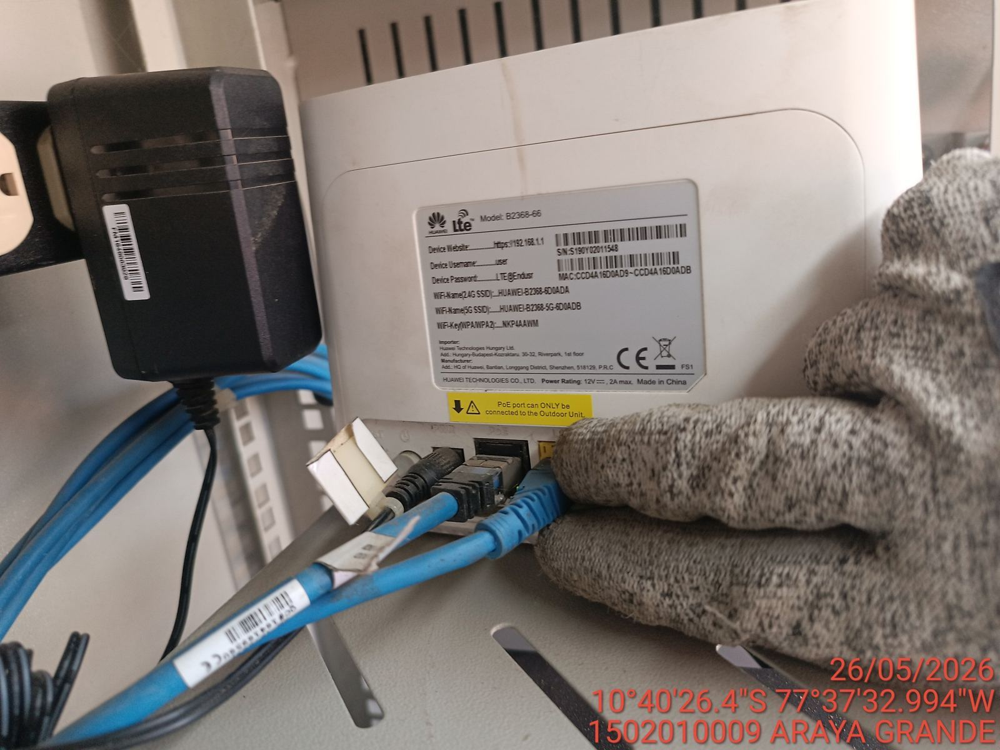 HUAWEI
LTE™ Model: B2368-66
Device Website:..............https://192.168.1.1
S/N:S190Y02011548
Device Username:..........user
Device Password:..........LTE@Endusr
MAC:CCD4A16D0AD9~CCD4A16D0ADB
WiFi-Name(2.4G SSID):...HUAWEI-B2368-6D0ADA
WiFi-Name(5G SSID):.....HUAWEI-B2368-5G-6D0ADB
WiFi-Key(WPA/WPA2):....NKP4AAWM
Importer:
Huawei Technologies Hungary Ltd.
Add.: Hungary-Budapest-Kozraktaru. 30-32, Riverpark, 1st floor
Manufacturer:
Add.: HQ of Huawei, Bantian, Longgang District, Shenzhen, 518129, P.R.C
CE
FS1
HUAWEI TECHNOLOGIES CO., LTD. Power Rating: 12V⎓, 2A max. Made in China
PoE port can ONLY be
connected to the Outdoor Unit.
POE
26/05/2026
10°40'26.4"S 77°37'32.994"W
1502010009 ARAYA GRANDE